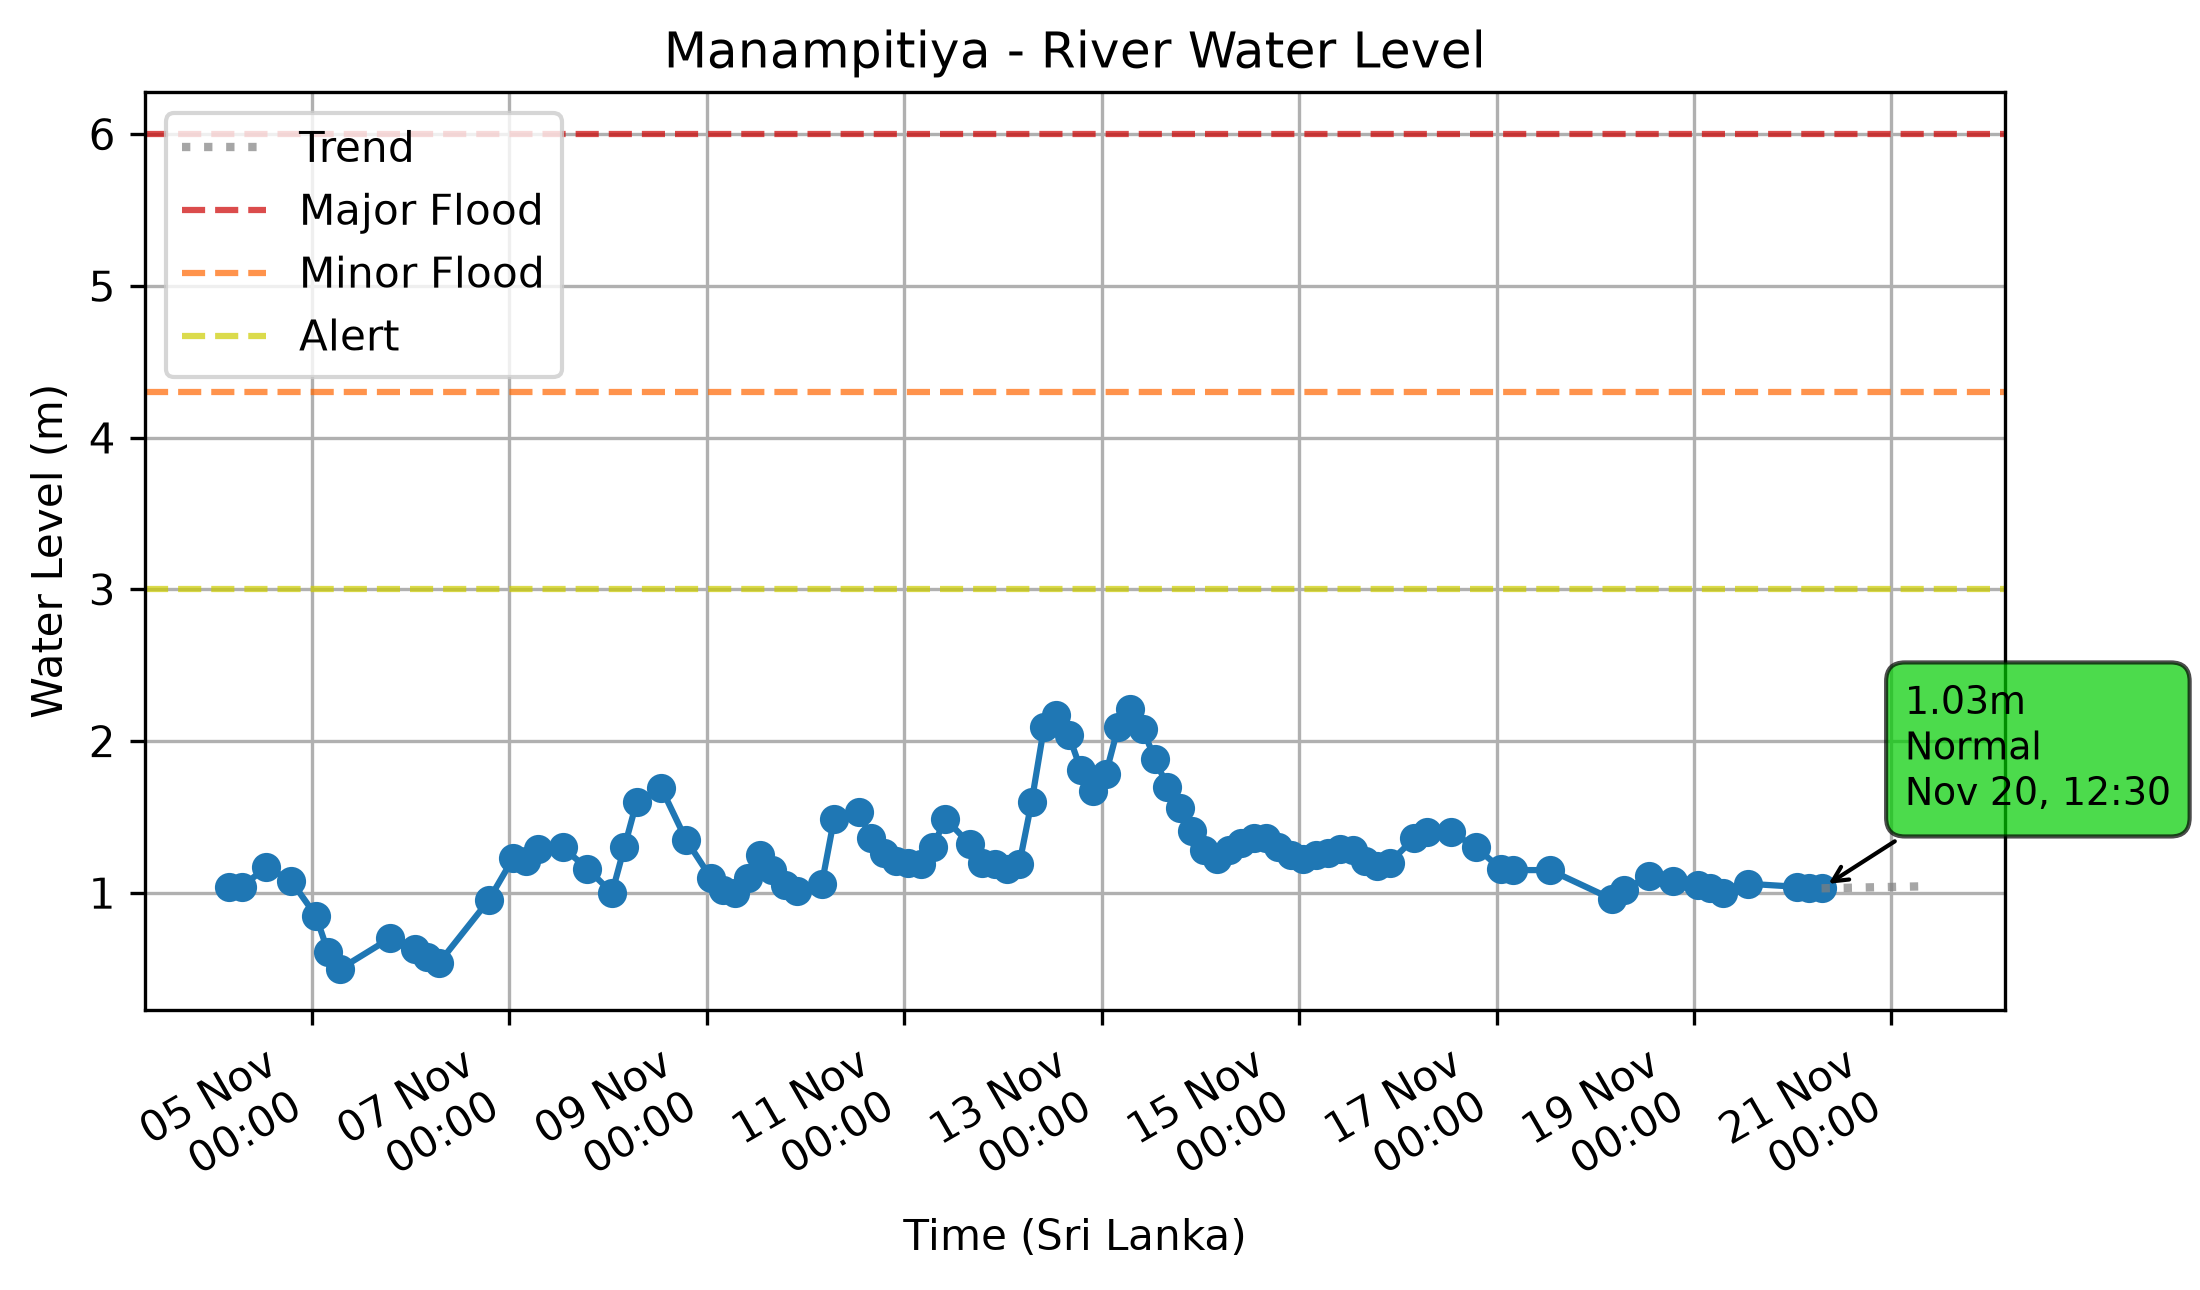 Manampitiya - River Water Level
Water Level (m)
6
5
4
3
2
1
Trend
Major Flood
Minor Flood
Alert
1.03m
Normal
Nov 20, 12:30
05 Nov
00:00
07 Nov
00:00
09 Nov
00:00
11 Nov
00:00
13 Nov
00:00
15 Nov
00:00
17 Nov
00:00
19 Nov
00:00
21 Nov
00:00
Time (Sri Lanka)